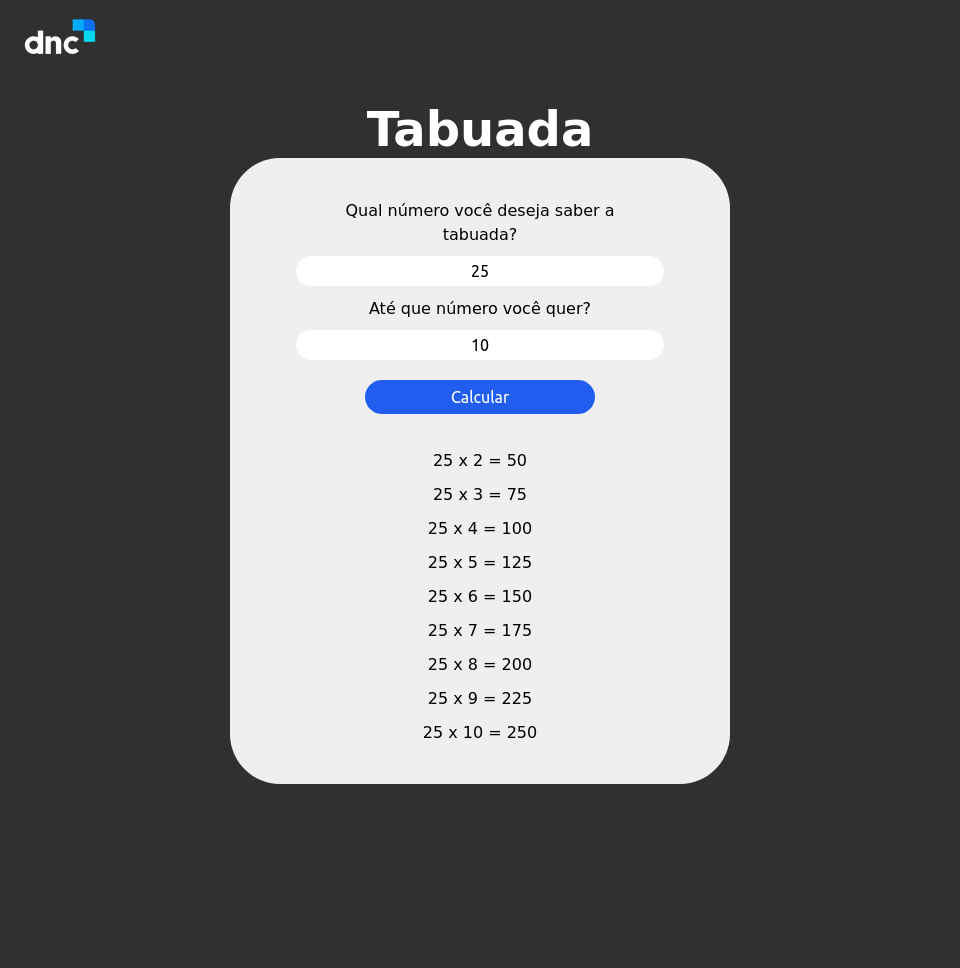 dnc
Tabuada
Qual número você deseja saber a
tabuada?
25
Até que número você quer?
10
Calcular
25 x 2 = 50
25 x 3 = 75
25 x 4 = 100
25 x 5 = 125
25 x 6 = 150
25 x 7 = 175
25 x 8 = 200
25 x 9 = 225
25 x 10 = 250